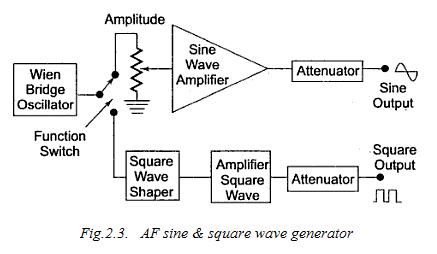 Amplitude
Wien
Bridge
Oscillator
Function
Switch
Sine
Wave
Amplifier
Attenuator
Sine
Output
Square
Wave
Shaper
Amplifier
Square
Wave
Attenuator
Square
Output
Fig.2.3. AF sine & square wave generator